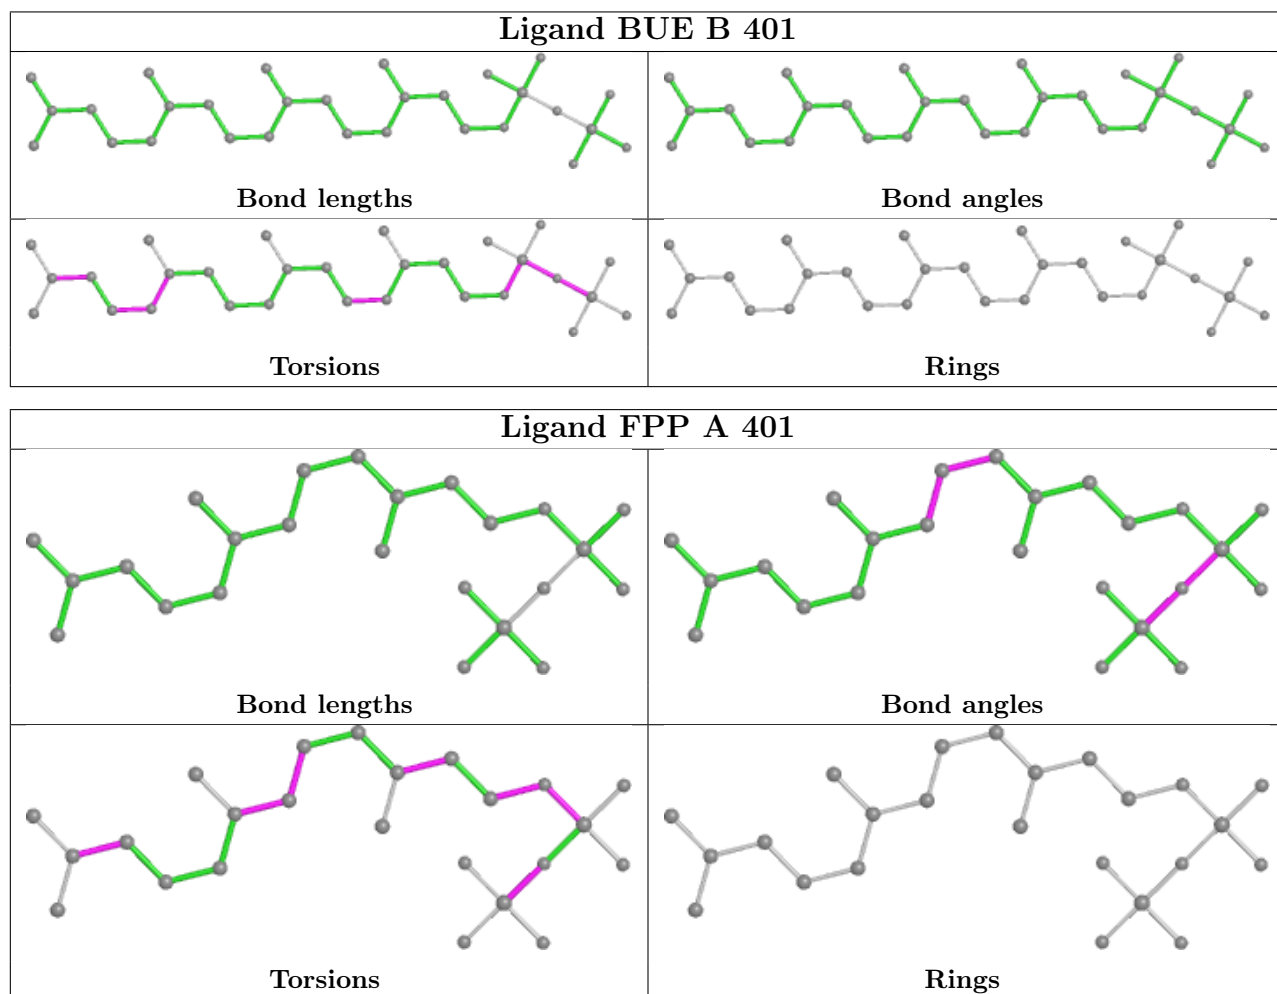 Ligand BUE B 401
Bond lengths
Bond angles
Torsions
Rings
Ligand FPP A 401
Bond lengths
Bond angles
Torsions
Rings